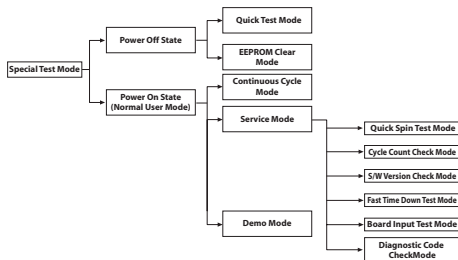 Quick Test Mode
Power Off State
EEPROM Clear
Mode
Special Test Mode
Continuous Cycle
Mode
Power On State
(Normal User Mode)
Service Mode
Quick Spin Test Mode
Cycle Count Check Mode
S/W Version Check Mode
Fast Time Down Test Mode
Demo Mode
Board Input Test Mode
Diagnostic Code
CheckMode